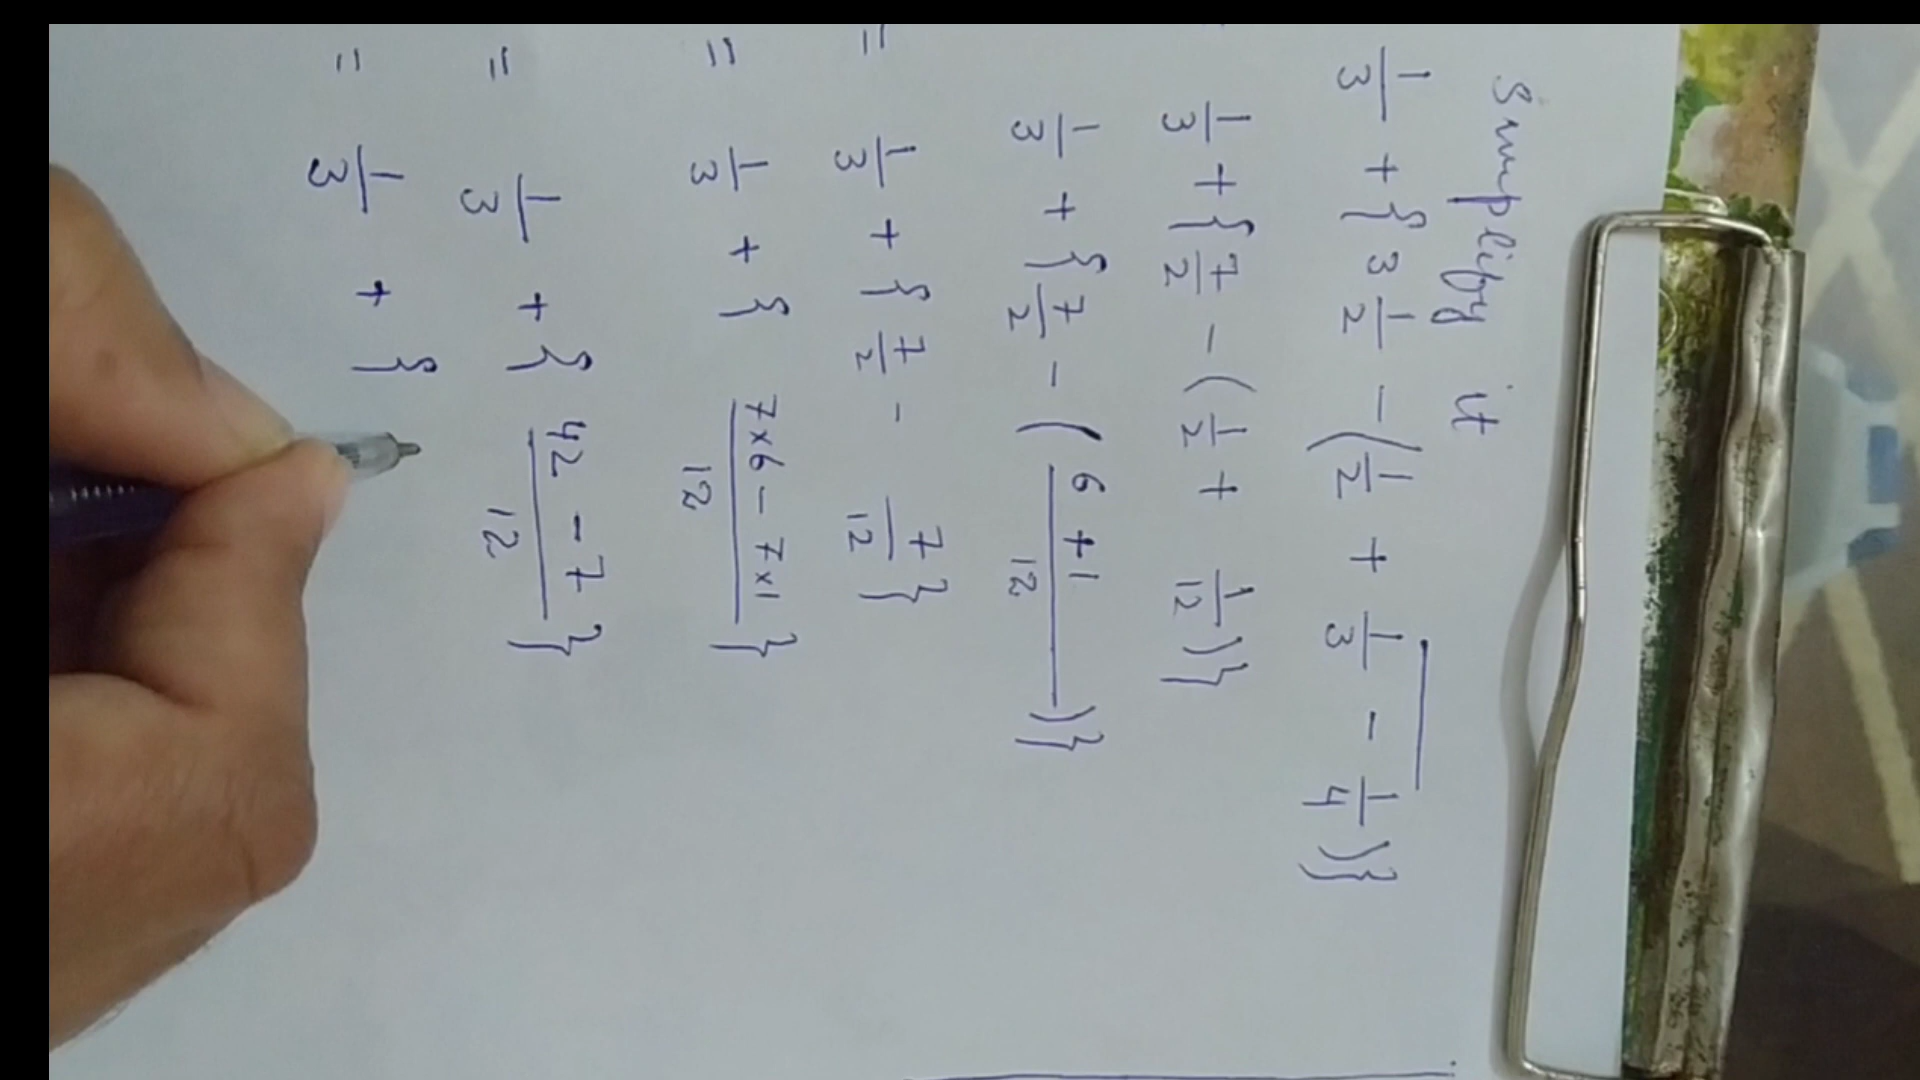 Simplify it
1/3 + { 3 1/2 - ( 1/2 + 1/3 - 1/4 ) }
1/3 + { 7/2 - ( 1/2 + 1/12 ) }
1/3 + { 7/2 - ( 6 + 1 / 12 ) }
= 1/3 + { 7/2 - 7/12 }
= 1/3 + { 7 x 6 - 7 x 1 / 12 }
= 1/3 + { 42 - 7 / 12 }
= 1/3 + {